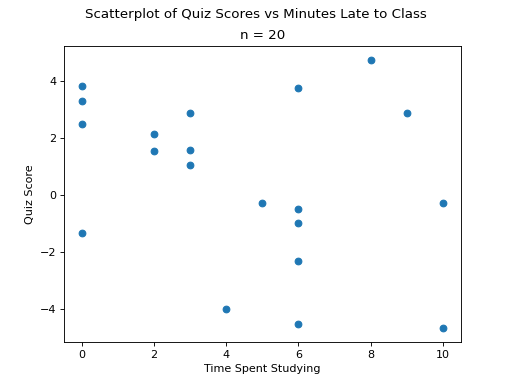 Scatterplot of Quiz Scores vs Minutes Late to Class
n = 20
4
2
0
−2
−4
Quiz Score
0 2 4 6 8 10
Time Spent Studying